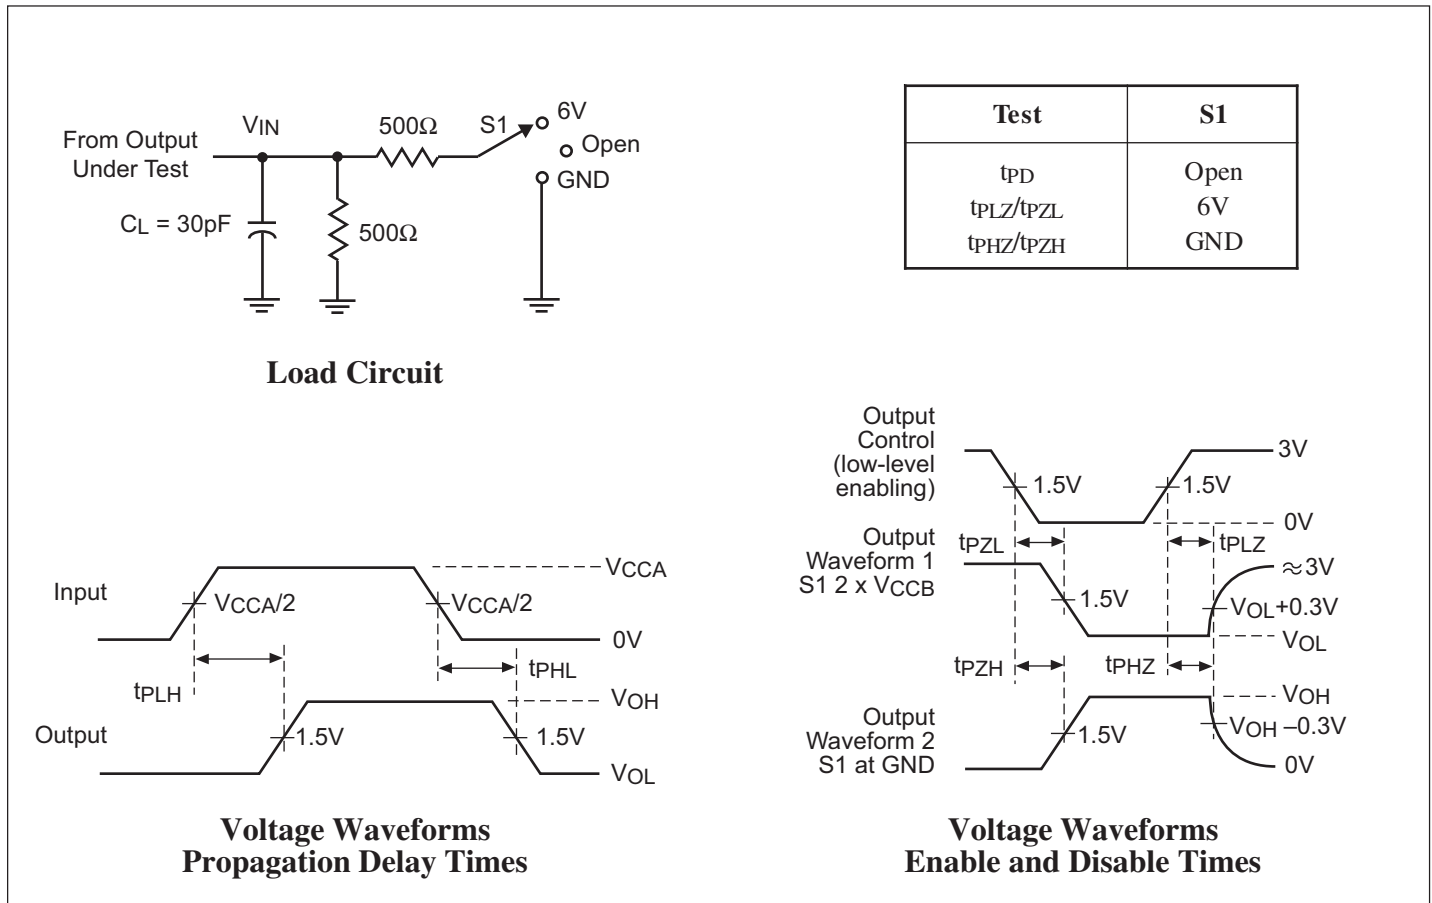 From Output
Under Test
VIN
500Ω
S1
6V
Open
GND
CL = 30pF
500Ω
Load Circuit
Test S1
tPD Open
tPLZ/tPZL 6V
tPHZ/tPZH GND
Input
VCCA/2
VCCA/2
VCCA
0V
tPLH
tPHL
Output
1.5V
1.5V
VOH
VOL
Voltage Waveforms
Propagation Delay Times
Output
Control
(low-level
enabling)
1.5V
1.5V
3V
0V
Output
Waveform 1
S1 2 x VCCB
tPZL
tPLZ
1.5V
≈3V
VOL+0.3V
VOL
tPZH
tPHZ
Output
Waveform 2
S1 at GND
1.5V
VOH
VOH –0.3V
0V
Voltage Waveforms
Enable and Disable Times